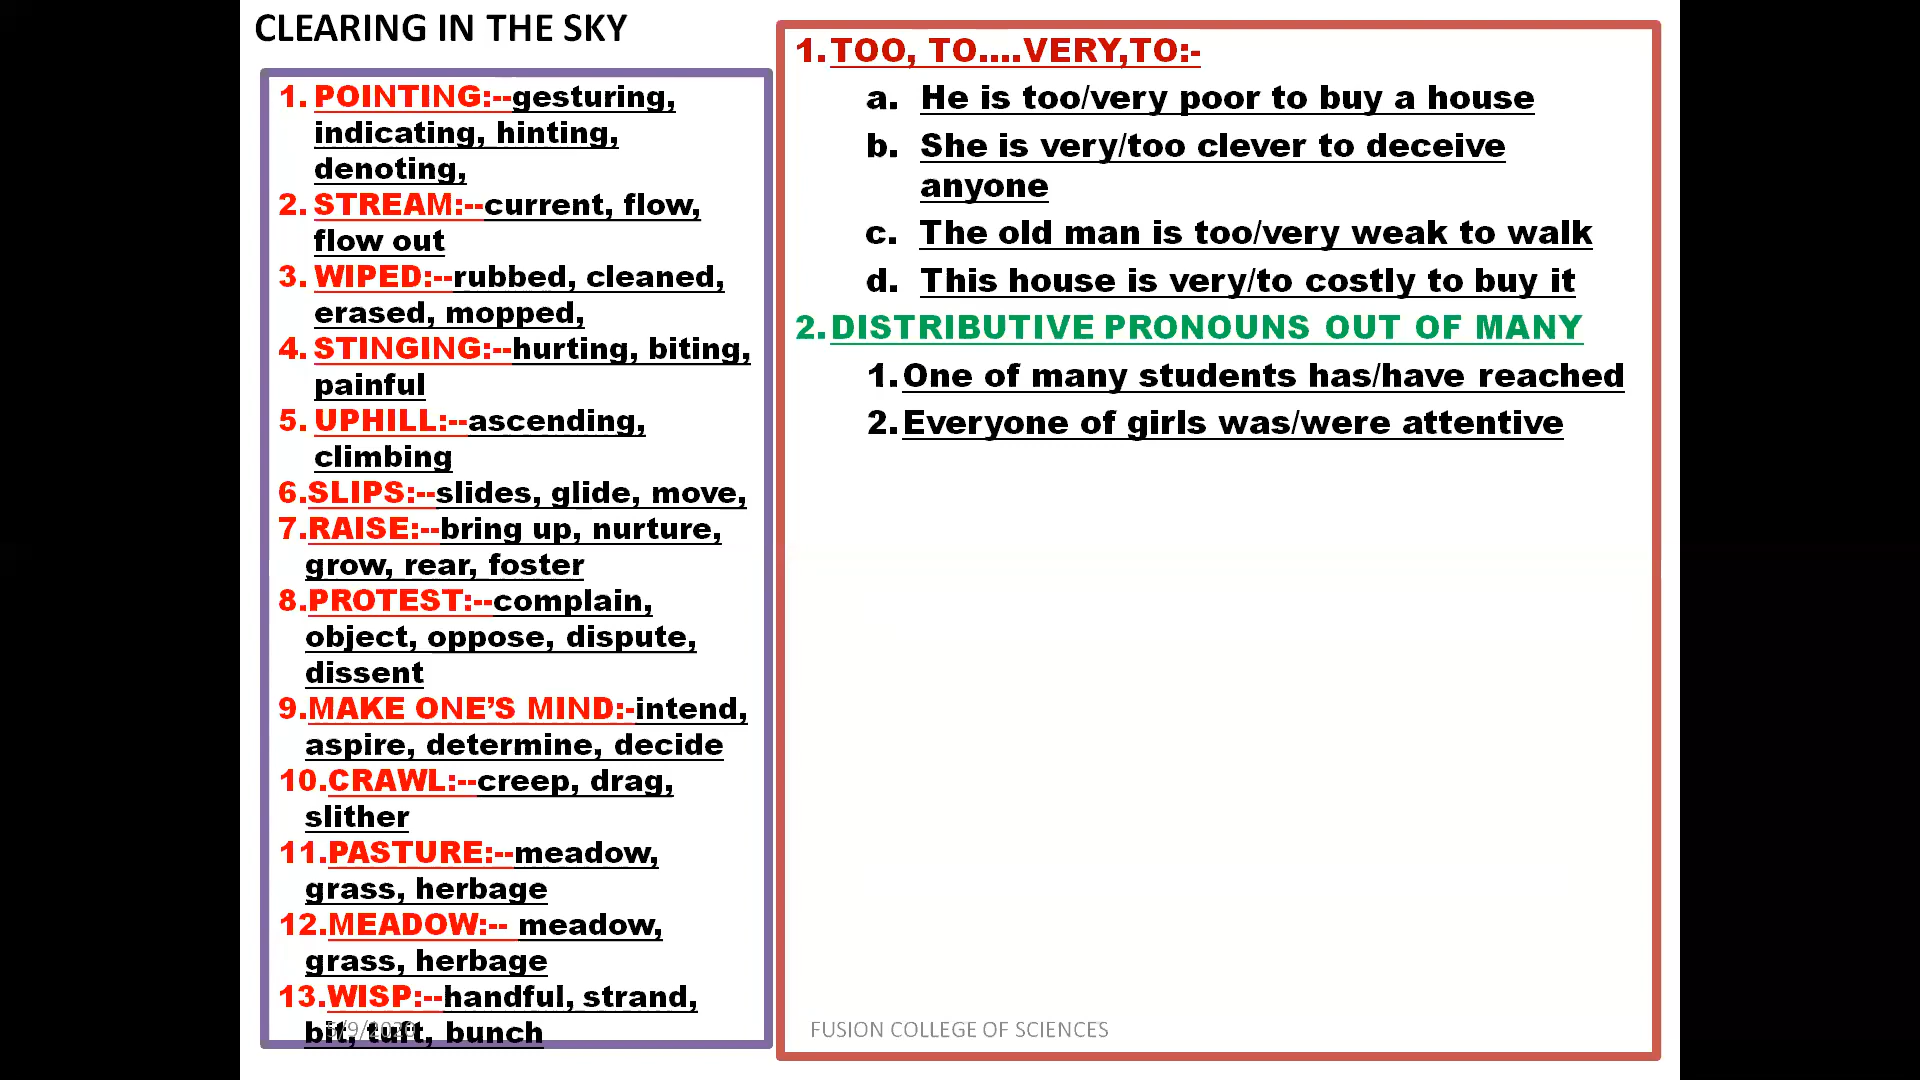 CLEARING IN THE SKY
1. POINTING:--gesturing,
indicating, hinting,
denoting,
2. STREAM:--current, flow,
flow out
3. WIPED:--rubbed, cleaned,
erased, mopped,
4. STINGING:--hurting, biting,
painful
5. UPHILL:--ascending,
climbing
6.SLIPS:--slides, glide, move,
7.RAISE:--bring up, nurture,
grow, rear, foster
8.PROTEST:--complain,
object, oppose, dispute,
dissent
9.MAKE ONE’S MIND:-intend,
aspire, determine, decide
10.CRAWL:--creep, drag,
slither
11.PASTURE:--meadow,
grass, herbage
12.MEADOW:-- meadow,
grass, herbage
13.WISP:--handful, strand,
bit, tuft, bunch
1.TOO, TO....VERY,TO:-
a. He is too/very poor to buy a house
b. She is very/too clever to deceive
anyone
c. The old man is too/very weak to walk
d. This house is very/to costly to buy it
2.DISTRIBUTIVE PRONOUNS OUT OF MANY
1.One of many students has/have reached
2.Everyone of girls was/were attentive
FUSION COLLEGE OF SCIENCES